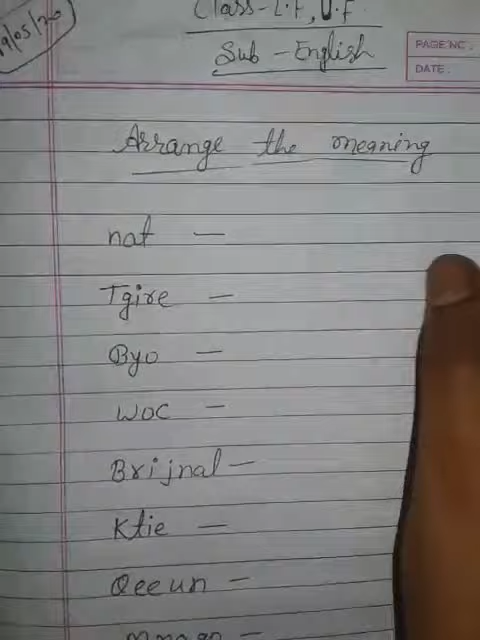 Class-L.F, U.F
Sub - English
PAGE NO.:
DATE:
Arrange the meaning
nat —
Tgire —
Byo —
woc —
Brijnal —
Ktie —
Qeeun —